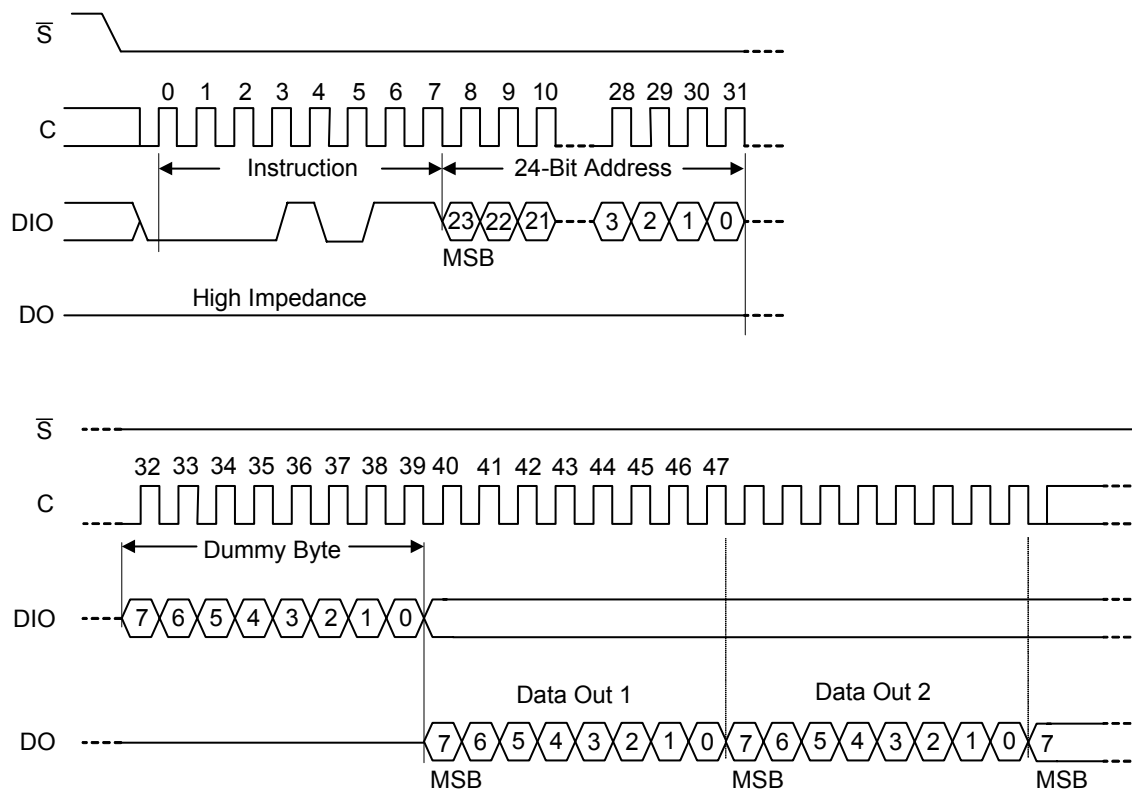 S̅
0 1 2 3 4 5 6 7 8 9 10 28 29 30 31
C
Instruction 24-Bit Address
DIO 23 22 21 3 2 1 0
MSB
High Impedance
DO
S̅
32 33 34 35 36 37 38 39 40 41 42 43 44 45 46 47
C
Dummy Byte
DIO 7 6 5 4 3 2 1 0
Data Out 1 Data Out 2
DO 7 6 5 4 3 2 1 0 7 6 5 4 3 2 1 0 7
MSB MSB MSB